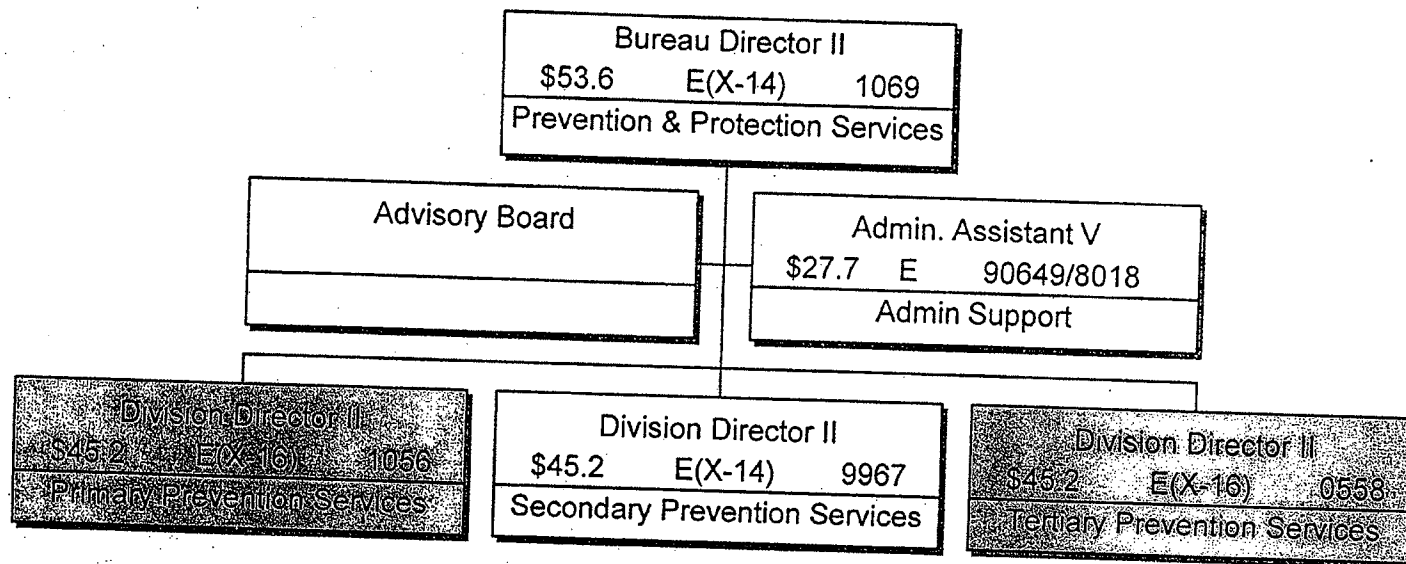 Bureau Director II
$53.6 E(X-14) 1069
Prevention & Protection Services
Advisory Board
Admin. Assistant V
$27.7 E 90649/8018
Admin Support
Division Director II
$45.2 E(X-16) 1056
Primary Prevention Services
Division Director II
$45.2 E(X-14) 9967
Secondary Prevention Services
Division Director II
$45.2 E(X-16) 0558
Tertiary Prevention Services